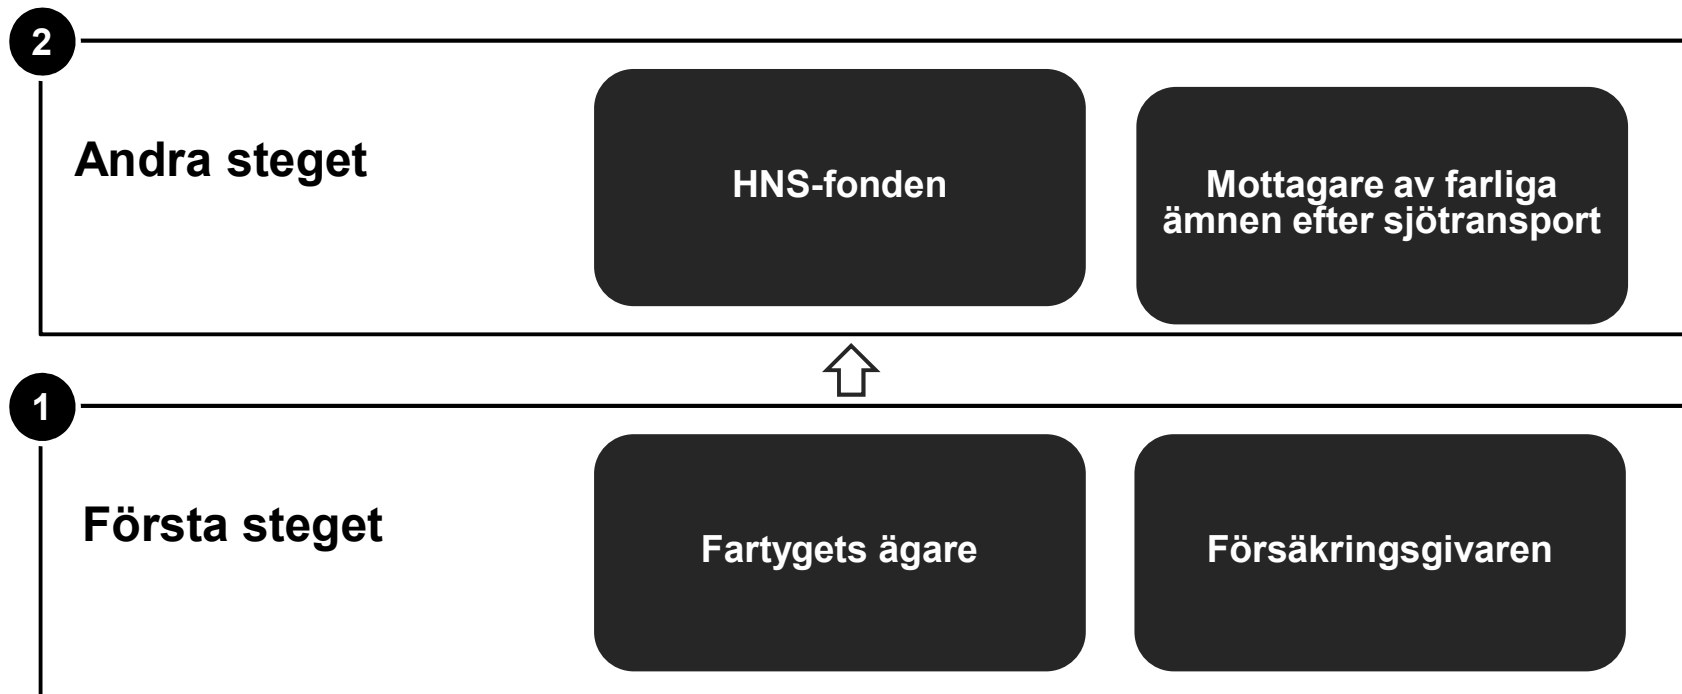 2
Andra steget
HNS-fonden
Mottagare av farliga
ämnen efter sjötransport
1
Första steget
Fartygets ägare
Försäkringsgivaren